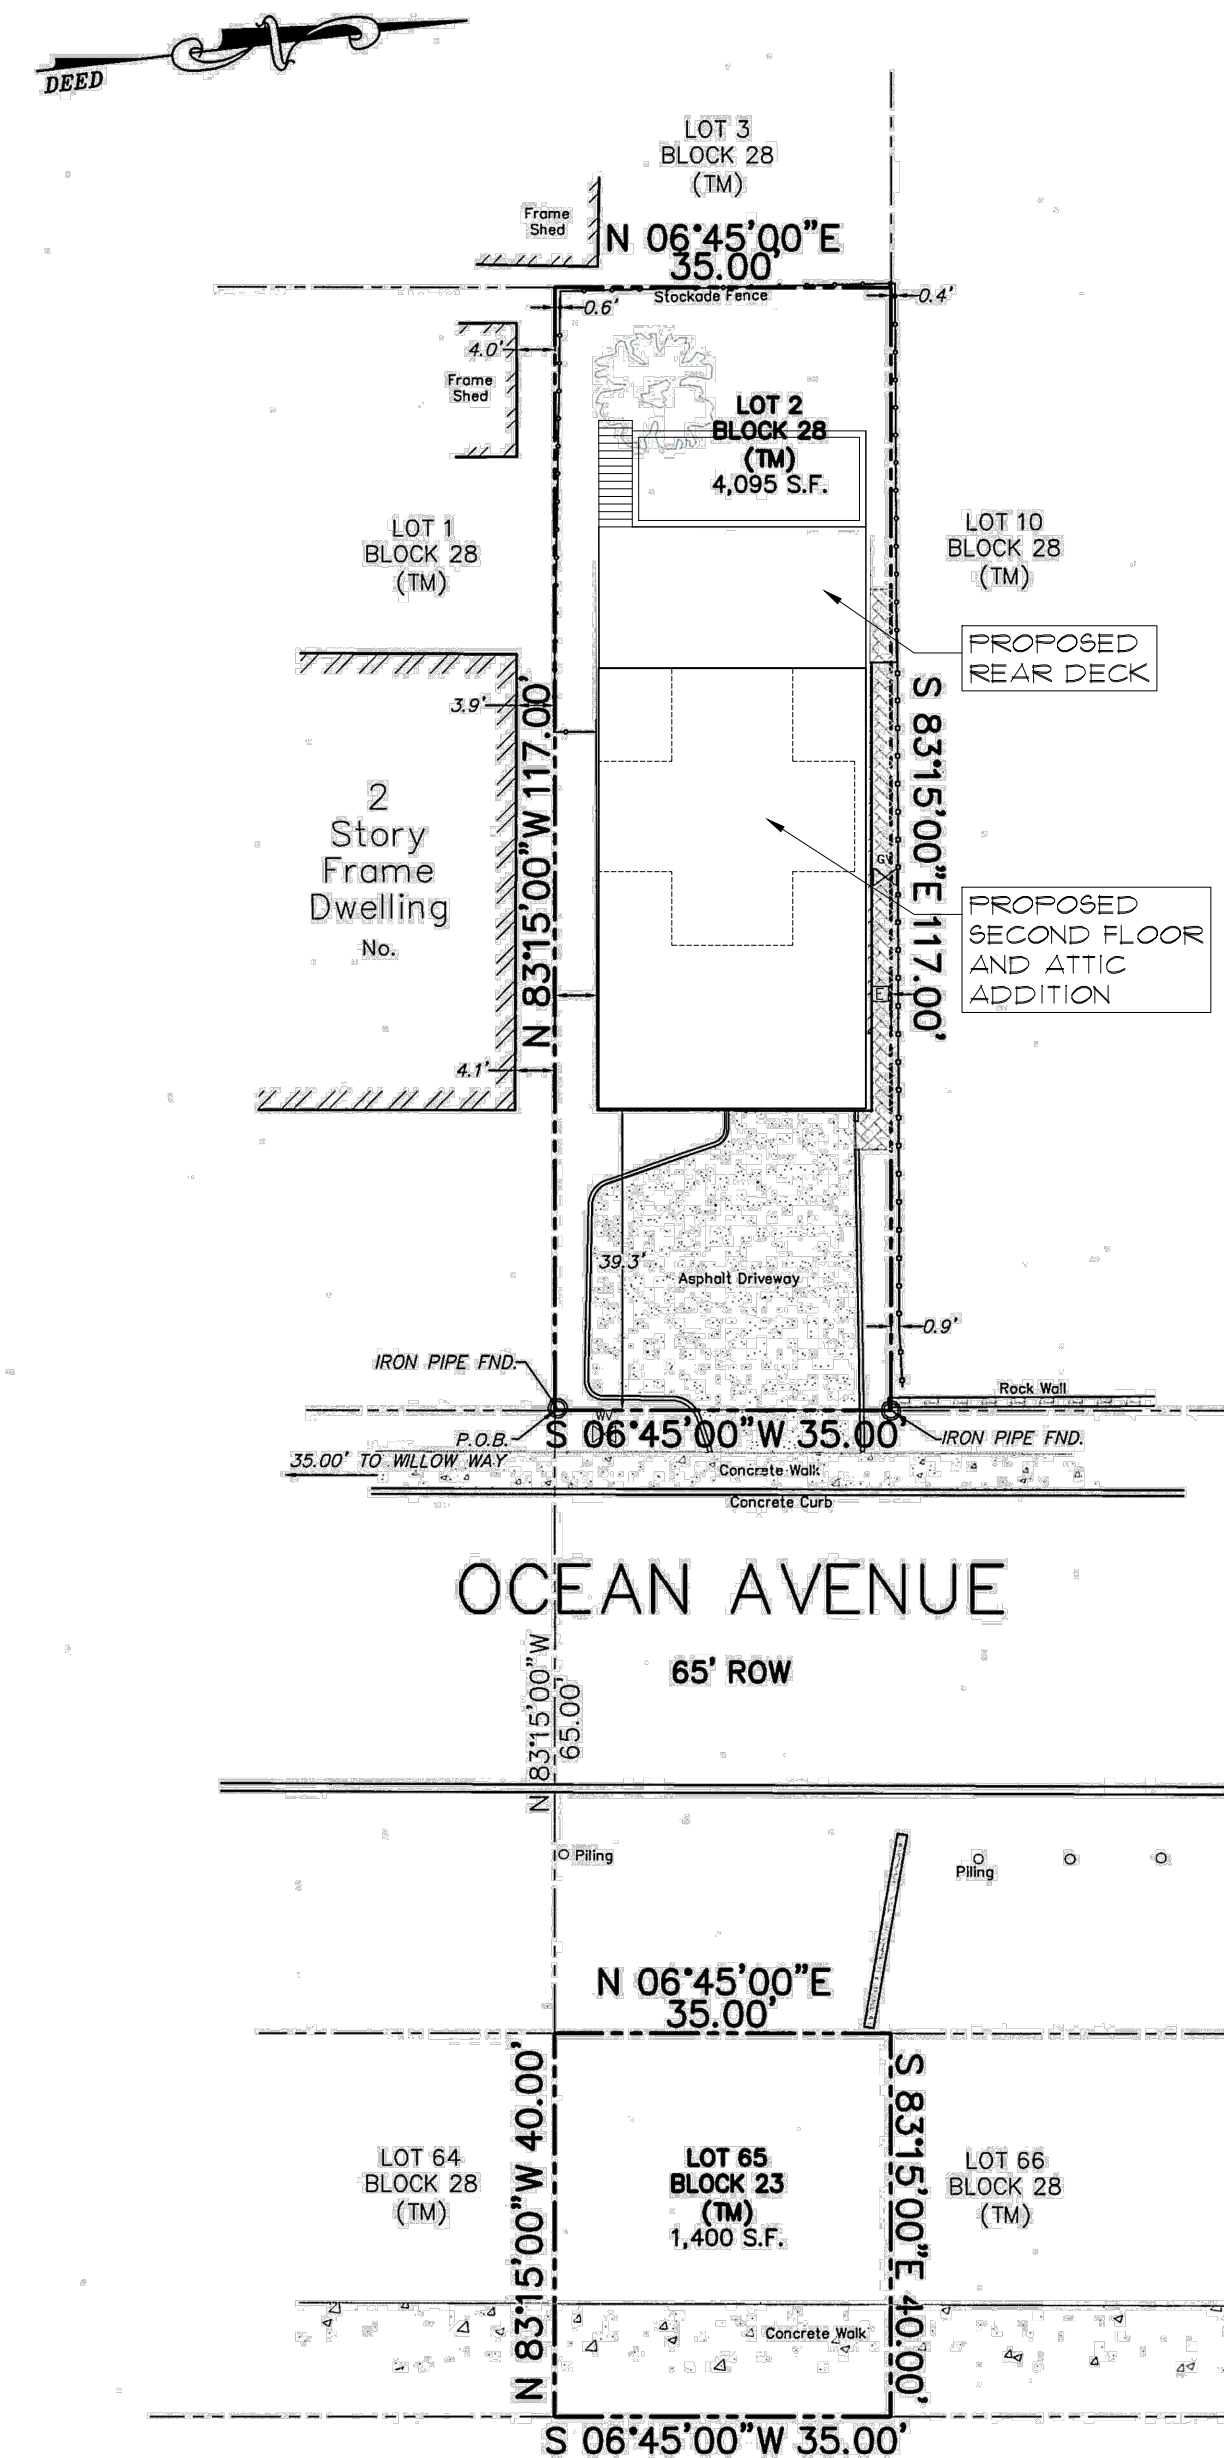 N
DEED
LOT 3
BLOCK 28
(TM)
Frame
Shed
N 06°45'00"E
35.00'
Stockade Fence
0.6'
0.4'
4.0'
Frame
Shed
LOT 2
BLOCK 28
(TM)
4,095 S.F.
LOT 1
BLOCK 28
(TM)
LOT 10
BLOCK 28
(TM)
PROPOSED
REAR DECK
3.9'
N 83°15'00"W 117.00'
S 83°15'00"E 117.00'
2
Story
Frame
Dwelling
No.
GV
PROPOSED
SECOND FLOOR
AND ATTIC
ADDITION
E
4.1'
39.3'
Asphalt Driveway
0.9'
IRON PIPE FND.
Rock Wall
WV
P.O.B.
S 06°45'00"W 35.00'
IRON PIPE FND.
35.00' TO WILLOW WAY
Concrete Walk
Concrete Curb
OCEAN AVENUE
65' ROW
N 83°15'00"W
65.00'
Piling
Piling
N 06°45'00"E
35.00'
N 83°15'00"W 40.00'
S 83°15'00"E 40.00'
LOT 64
BLOCK 28
(TM)
LOT 65
BLOCK 23
(TM)
1,400 S.F.
LOT 66
BLOCK 28
(TM)
Concrete Walk
S 06°45'00"W 35.00'